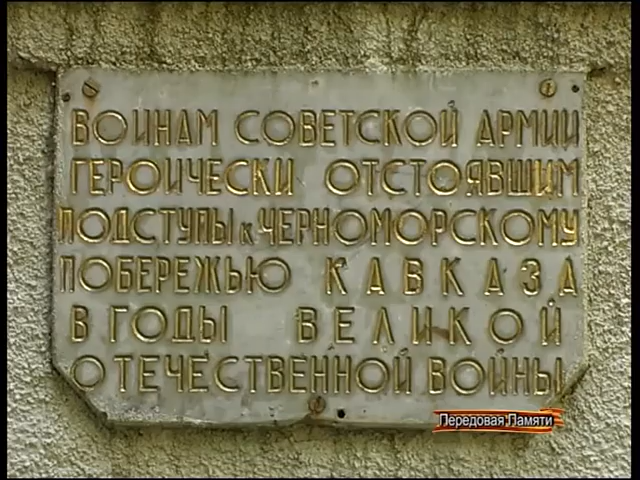 ВОИНАМ СОВЕТСКОЙ АРМИИ
ГЕРОИЧЕСКИ ОТСТОЯВШИМ
ПОДСТУПЫ К ЧЕРНОМОРСКОМУ
ПОБЕРЕЖЬЮ КАВКАЗА
В ГОДЫ ВЕЛИКОЙ
ОТЕЧЕСТВЕННОЙ ВОЙНЫ
Передовая Памяти